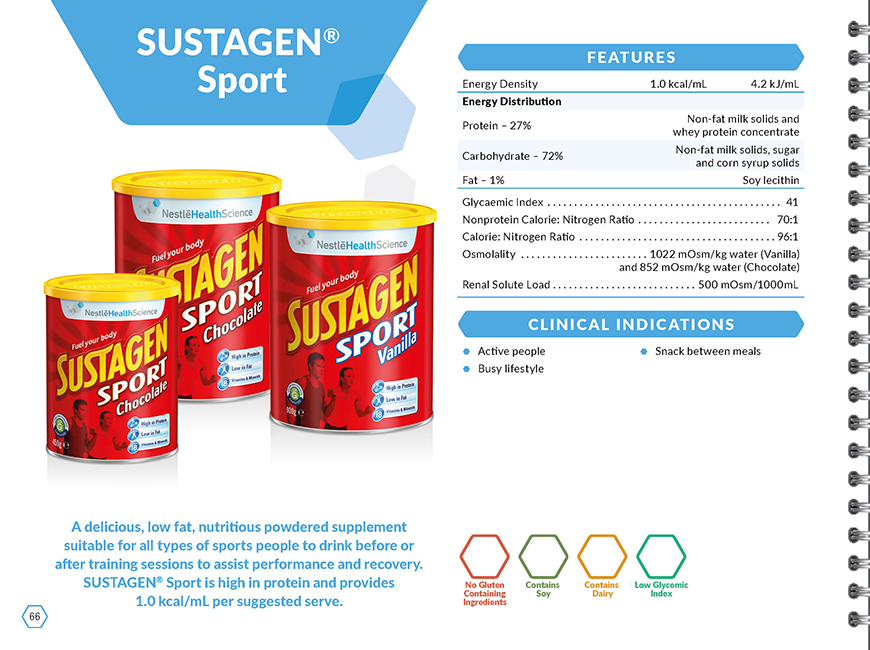 SUSTAGEN®
Sport
NestléHealthScience
Fuel your body
SUSTAGEN
SPORT
Chocolate
High in Protein
Low in Fat
Vitamins & Minerals
NestléHealthScience
Fuel your body
SUSTAGEN
SPORT
Vanilla
High in Protein
Low in Fat
Vitamins & Minerals
900g e
NestléHealthScience
Fuel your body
SUSTAGEN
SPORT
Chocolate
High in Protein
Low in Fat
Vitamins & Minerals
A delicious, low fat, nutritious powdered supplement
suitable for all types of sports people to drink before or
after training sessions to assist performance and recovery.
SUSTAGEN® Sport is high in protein and provides
1.0 kcal/mL per suggested serve.
66
FEATURES
Energy Density 1.0 kcal/mL 4.2 kJ/mL
Energy Distribution
Protein – 27% Non-fat milk solids and
whey protein concentrate
Carbohydrate – 72% Non-fat milk solids, sugar
and corn syrup solids
Fat – 1% Soy lecithin
Glycaemic Index . . . . . . . . . . . . . . . . . . . . 41
Nonprotein Calorie: Nitrogen Ratio . . . . . . . . . . . . 70:1
Calorie: Nitrogen Ratio . . . . . . . . . . . . . . . . . . 96:1
Osmolality . . . . . . . . . . . . 1022 mOsm/kg water (Vanilla)
and 852 mOsm/kg water (Chocolate)
Renal Solute Load . . . . . . . . . . . . . . . 500 mOsm/1000mL
CLINICAL INDICATIONS
Active people
Busy lifestyle
Snack between meals
No Gluten
Containing
Ingredients
Contains
Soy
Contains
Dairy
Low Glycemic
Index